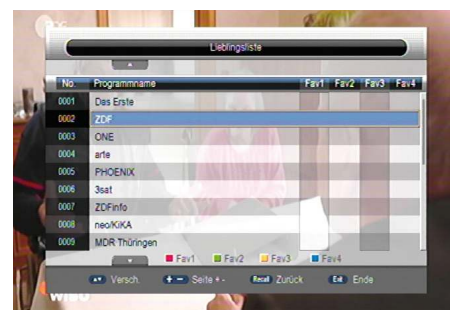 Lieblingsliste
No. Programmname Fav1 Fav2 Fav3 Fav4
0001 Das Erste
0002 ZDF
0003 ONE
0004 arte
0005 PHOENIX
0006 3sat
0007 ZDFinfo
0008 neo/KiKA
0009 MDR Thüringen
Fav1 Fav2 Fav3 Fav4
Versch. + - Seite + - Recall Zurück Exit Ende